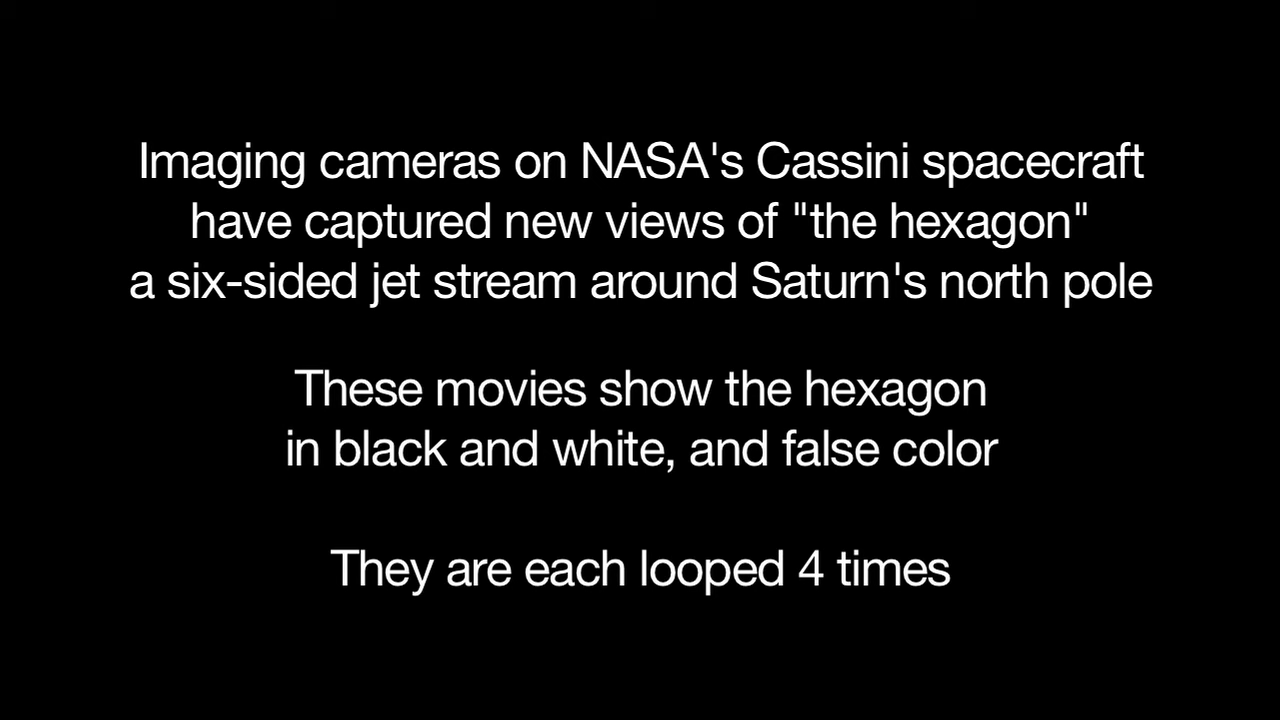 Imaging cameras on NASA's Cassini spacecraft
have captured new views of "the hexagon"
a six-sided jet stream around Saturn's north pole
These movies show the hexagon
in black and white, and false color
They are each looped 4 times